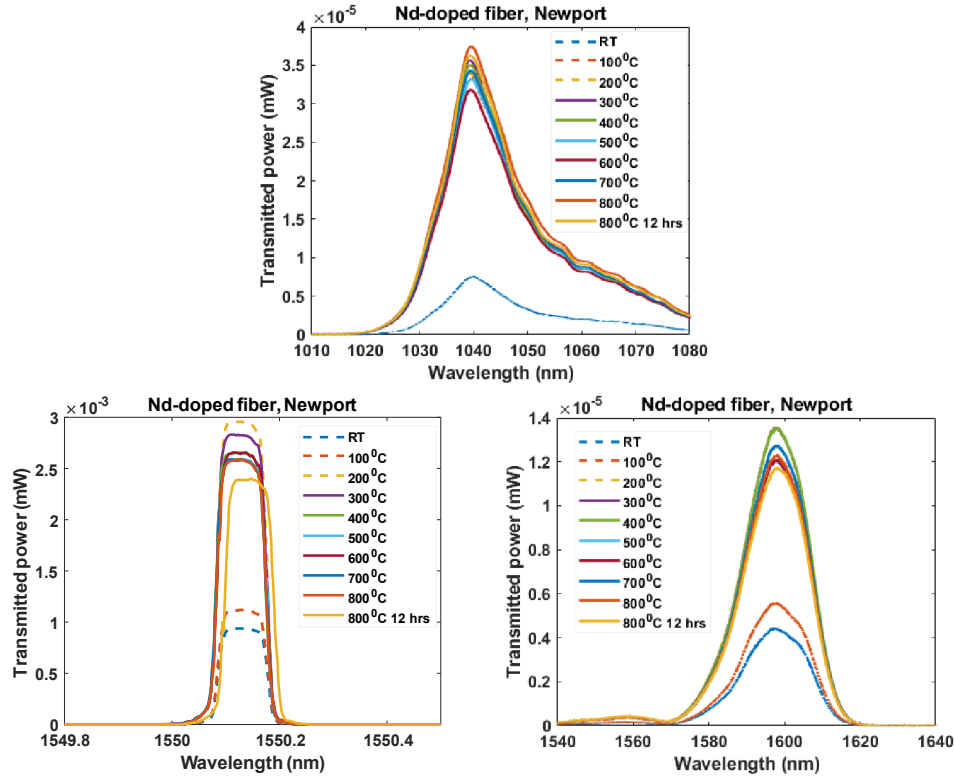 Nd-doped fiber, Newport
×10⁻⁵
4
3.5
3
2.5
2
1.5
1
0.5
0
Transmitted power (mW)
RT
100⁰C
200⁰C
300⁰C
400⁰C
500⁰C
600⁰C
700⁰C
800⁰C
800⁰C 12 hrs
1010 1020 1030 1040 1050 1060 1070 1080
Wavelength (nm)
Nd-doped fiber, Newport
×10⁻³
3
2.5
2
1.5
1
0.5
0
Transmitted power (mW)
RT
100⁰C
200⁰C
300⁰C
400⁰C
500⁰C
600⁰C
700⁰C
800⁰C
800⁰C 12 hrs
1549.8 1550 1550.2 1550.4
Wavelength (nm)
Nd-doped fiber, Newport
×10⁻⁵
1.4
1.2
1
0.8
0.6
0.4
0.2
0
Transmitted power (mW)
RT
100⁰C
200⁰C
300⁰C
400⁰C
500⁰C
600⁰C
700⁰C
800⁰C
800⁰C 12 hrs
1540 1560 1580 1600 1620 1640
Wavelength (nm)